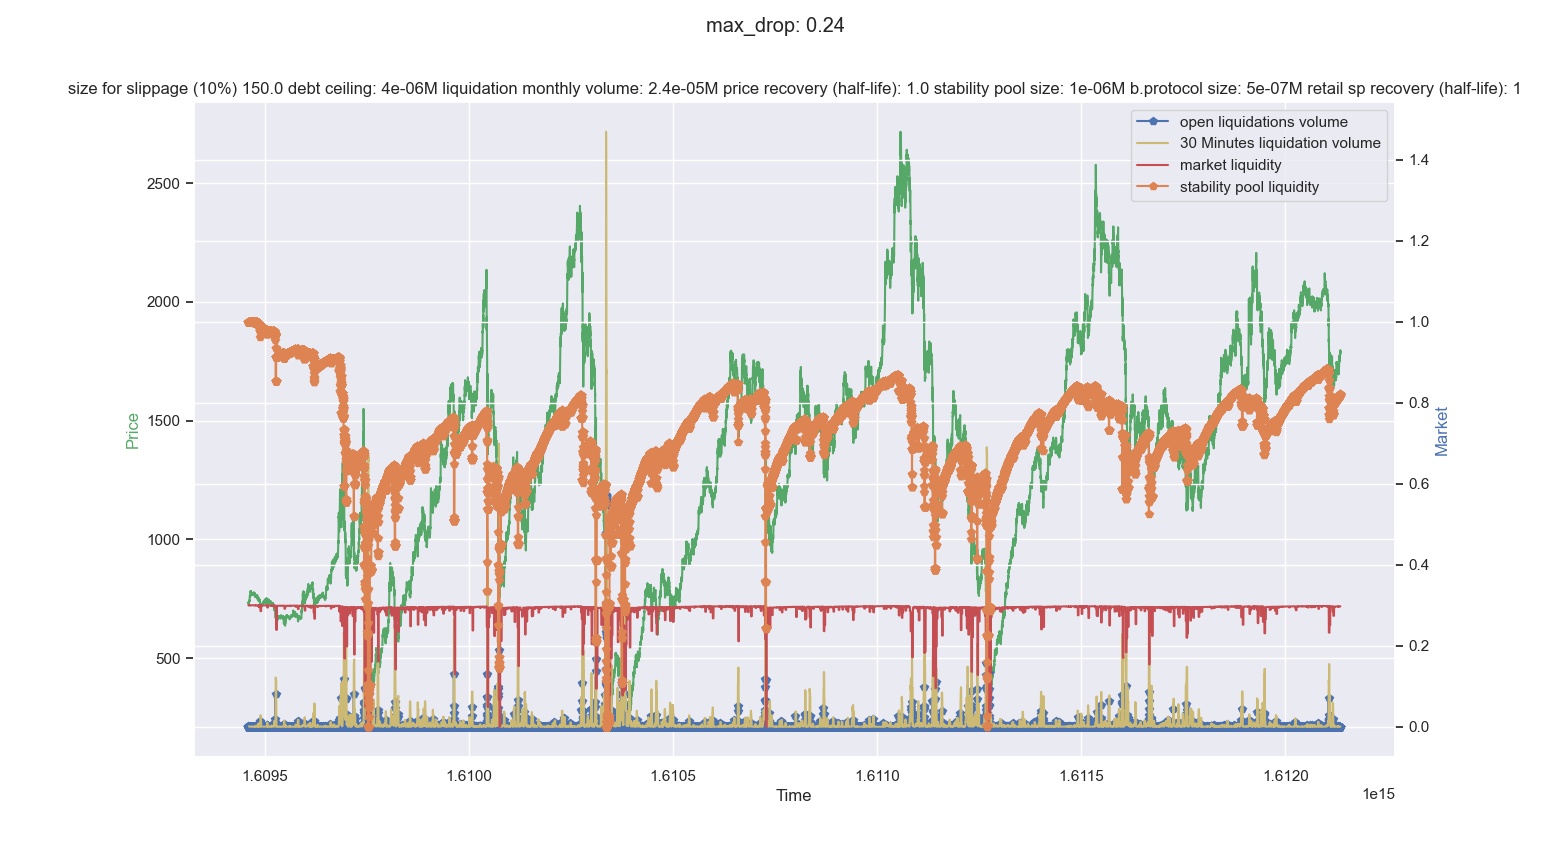 max_drop: 0.24
size for slippage (10%) 150.0 debt ceiling: 4e-06M liquidation monthly volume: 2.4e-05M price recovery (half-life): 1.0 stability pool size: 1e-06M b.protocol size: 5e-07M retail sp recovery (half-life): 1
open liquidations volume
30 Minutes liquidation volume
market liquidity
stability pool liquidity
2500
2000
1500
1000
500
Price
1.4
1.2
1.0
0.8
0.6
0.4
0.2
0.0
Market
1.6095
1.6100
1.6105
1.6110
1.6115
1.6120
1e15
Time